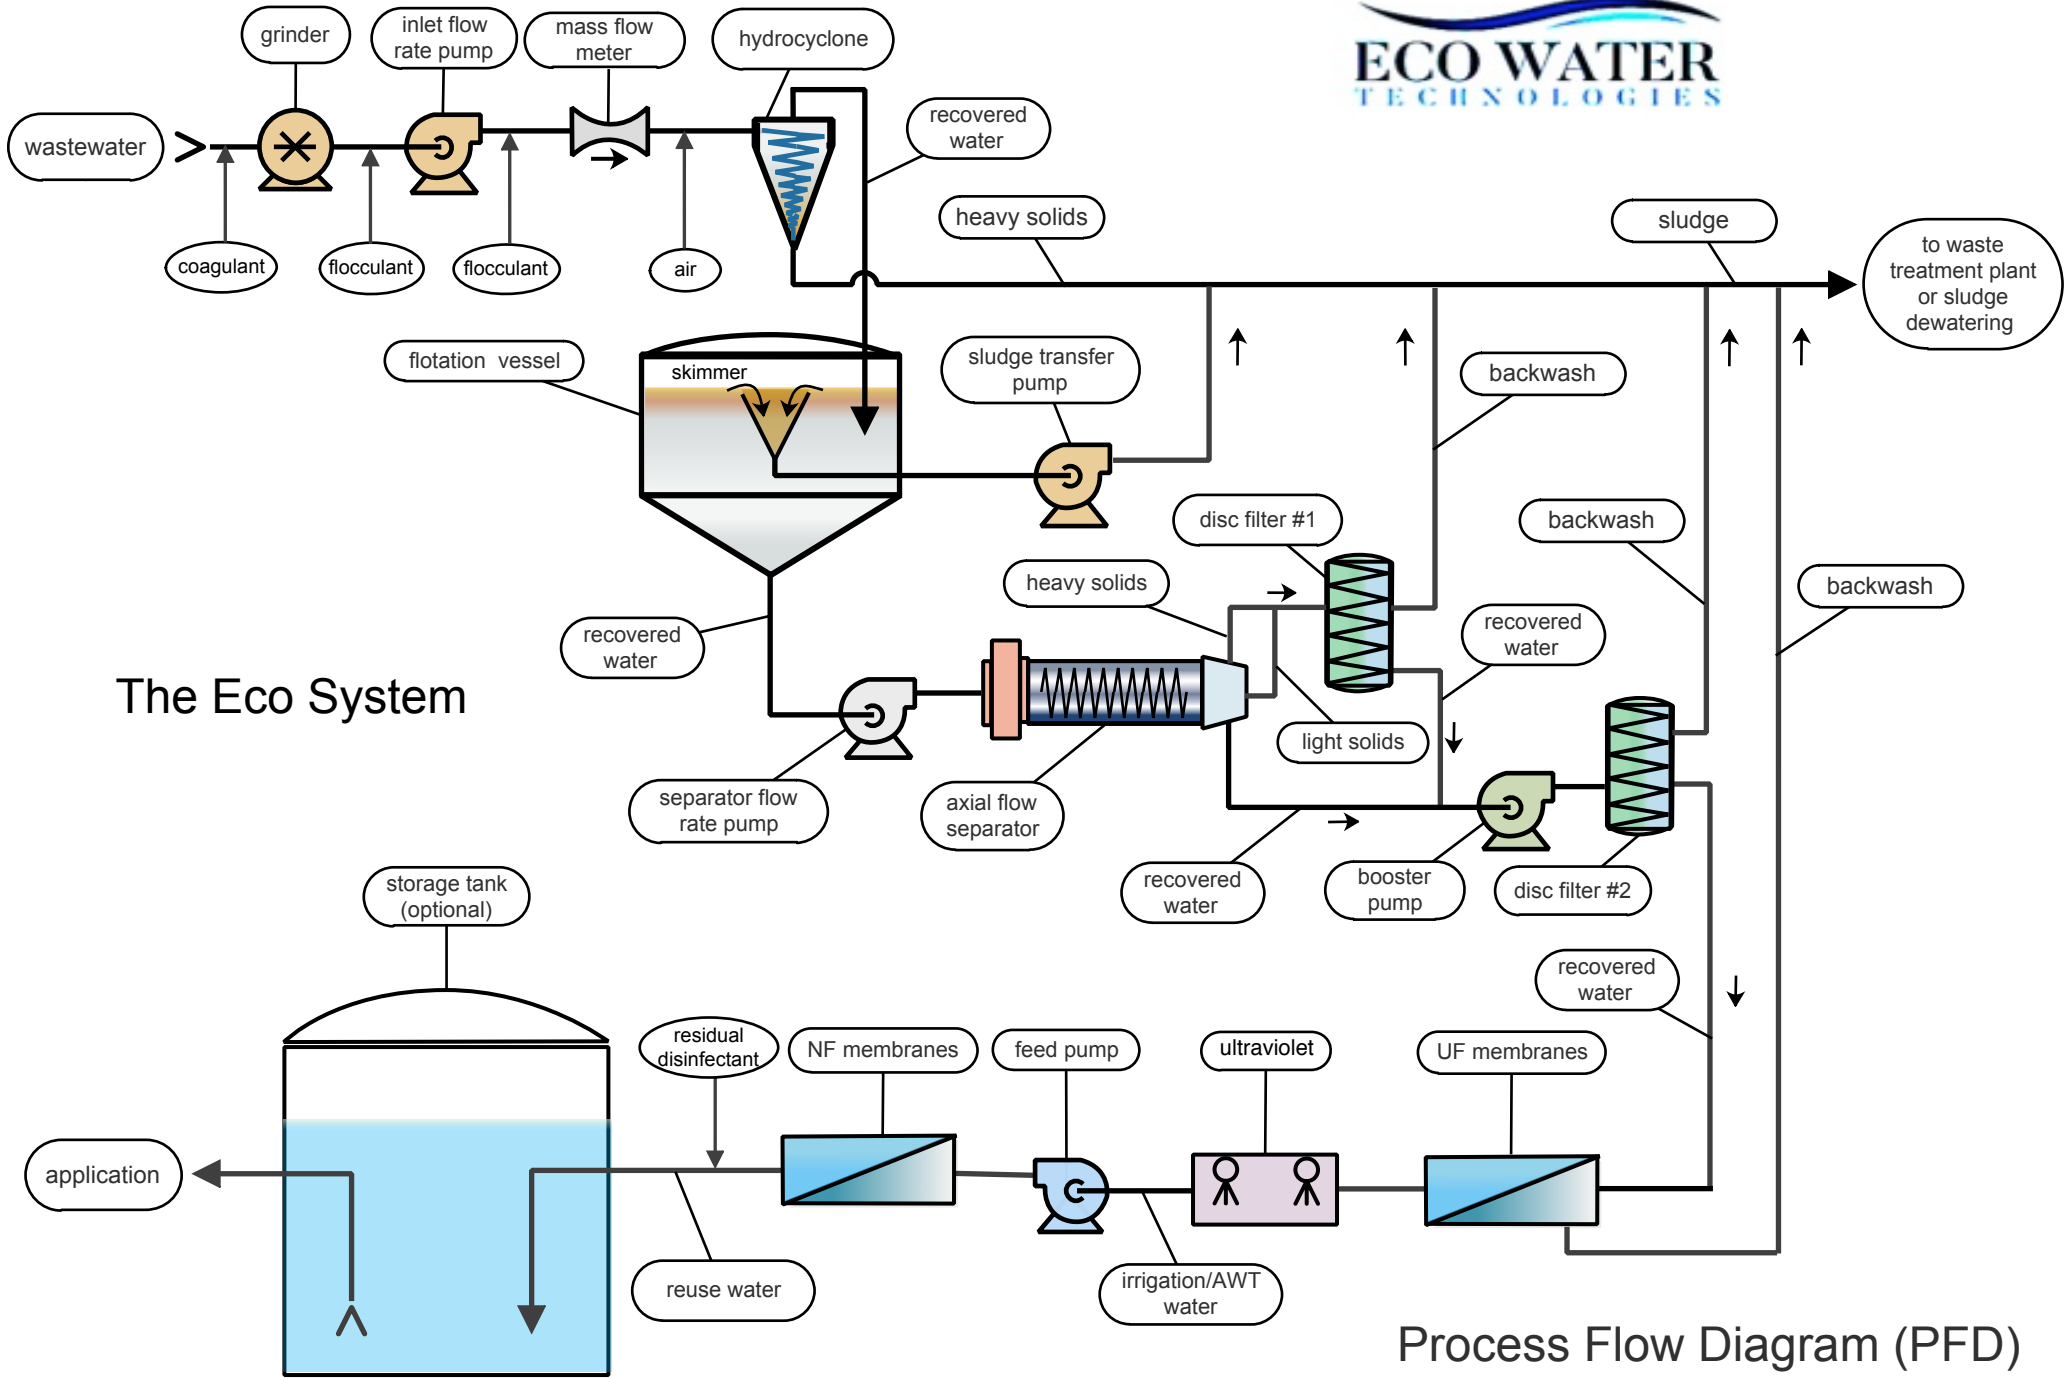 ECO WATER
TECHNOLOGIES
grinder
inlet flow
rate pump
mass flow
meter
hydrocyclone
wastewater
recovered
water
coagulant
flocculant
flocculant
air
heavy solids
sludge
to waste
treatment plant
or sludge
dewatering
flotation vessel
skimmer
sludge transfer
pump
backwash
disc filter #1
backwash
heavy solids
backwash
recovered
water
recovered
water
The Eco System
light solids
separator flow
rate pump
axial flow
separator
recovered
water
booster
pump
disc filter #2
storage tank
(optional)
recovered
water
residual
disinfectant
NF membranes
feed pump
ultraviolet
UF membranes
application
reuse water
irrigation/AWT
water
Process Flow Diagram (PFD)